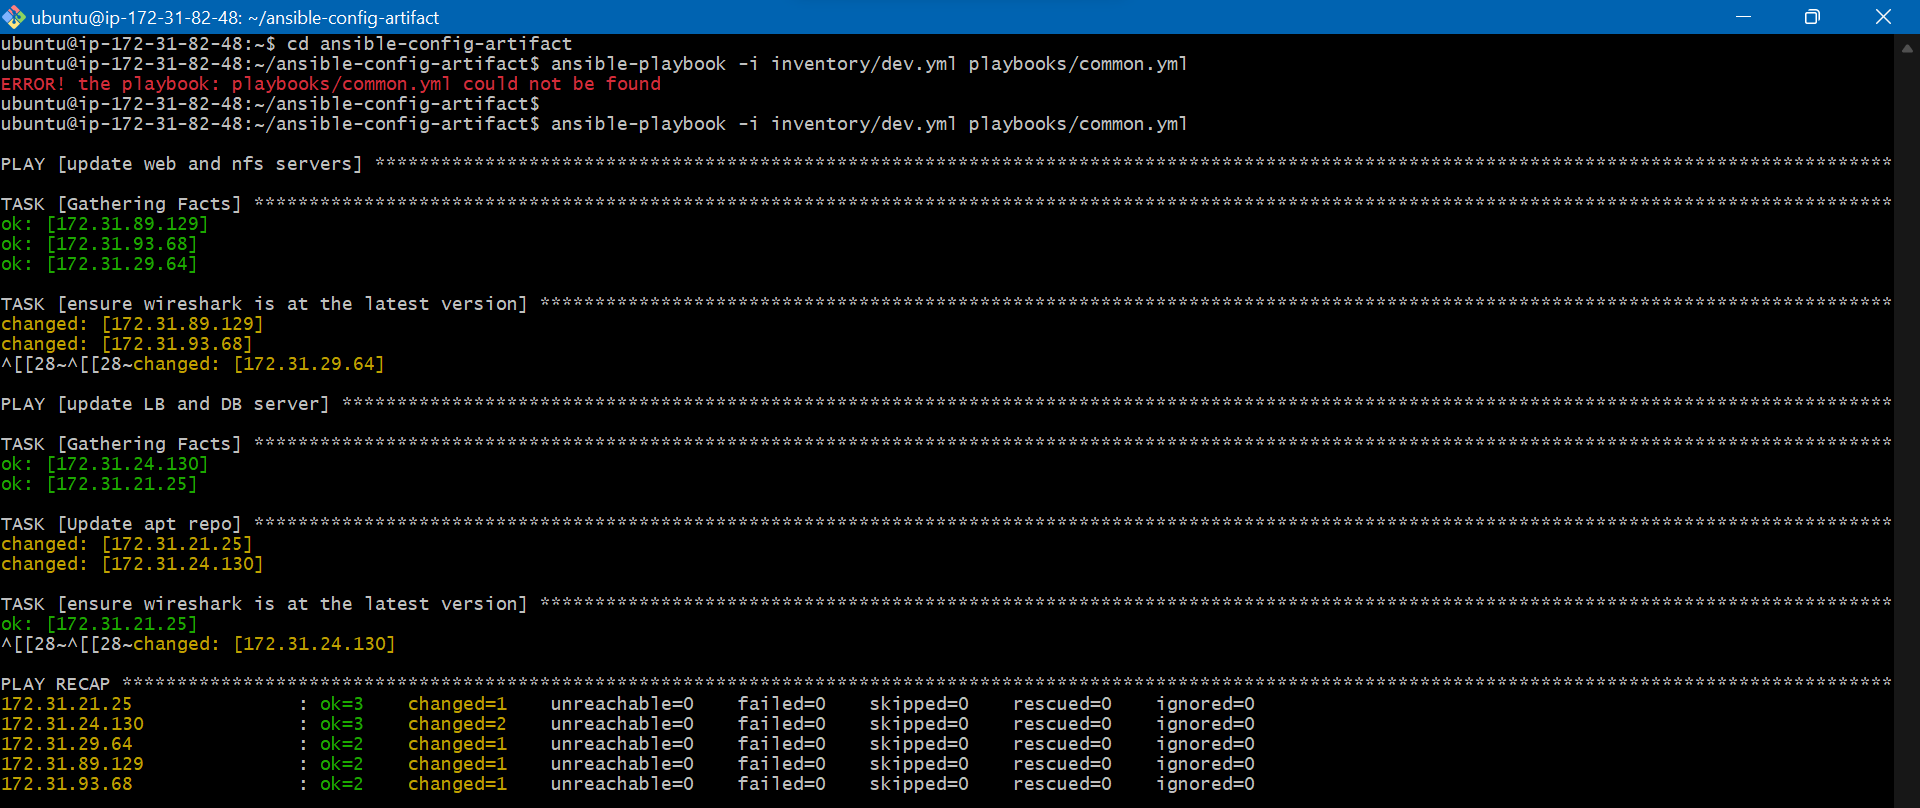 ubuntu@ip-172-31-82-48: ~/ansible-config-artifact
ubuntu@ip-172-31-82-48:~$ cd ansible-config-artifact
ubuntu@ip-172-31-82-48:~/ansible-config-artifact$ ansible-playbook -i inventory/dev.yml playbooks/common.yml
ERROR! the playbook: playbooks/common.yml could not be found
ubuntu@ip-172-31-82-48:~/ansible-config-artifact$
ubuntu@ip-172-31-82-48:~/ansible-config-artifact$ ansible-playbook -i inventory/dev.yml playbooks/common.yml
PLAY [update web and nfs servers] ******************************************************************************************************************************************
TASK [Gathering Facts] *****************************************************************************************************************************************************
ok: [172.31.89.129]
ok: [172.31.93.68]
ok: [172.31.29.64]
TASK [ensure wireshark is at the latest version] ***************************************************************************************************************************
changed: [172.31.89.129]
changed: [172.31.93.68]
^[[28~^[[28~changed: [172.31.29.64]
PLAY [update LB and DB server] *********************************************************************************************************************************************
TASK [Gathering Facts] *****************************************************************************************************************************************************
ok: [172.31.24.130]
ok: [172.31.21.25]
TASK [Update apt repo] *****************************************************************************************************************************************************
changed: [172.31.21.25]
changed: [172.31.24.130]
TASK [ensure wireshark is at the latest version] ***************************************************************************************************************************
ok: [172.31.21.25]
^[[28~^[[28~changed: [172.31.24.130]
PLAY RECAP *****************************************************************************************************************************************************************
172.31.21.25 : ok=3 changed=1 unreachable=0 failed=0 skipped=0 rescued=0 ignored=0
172.31.24.130 : ok=3 changed=2 unreachable=0 failed=0 skipped=0 rescued=0 ignored=0
172.31.29.64 : ok=2 changed=1 unreachable=0 failed=0 skipped=0 rescued=0 ignored=0
172.31.89.129 : ok=2 changed=1 unreachable=0 failed=0 skipped=0 rescued=0 ignored=0
172.31.93.68 : ok=2 changed=1 unreachable=0 failed=0 skipped=0 rescued=0 ignored=0